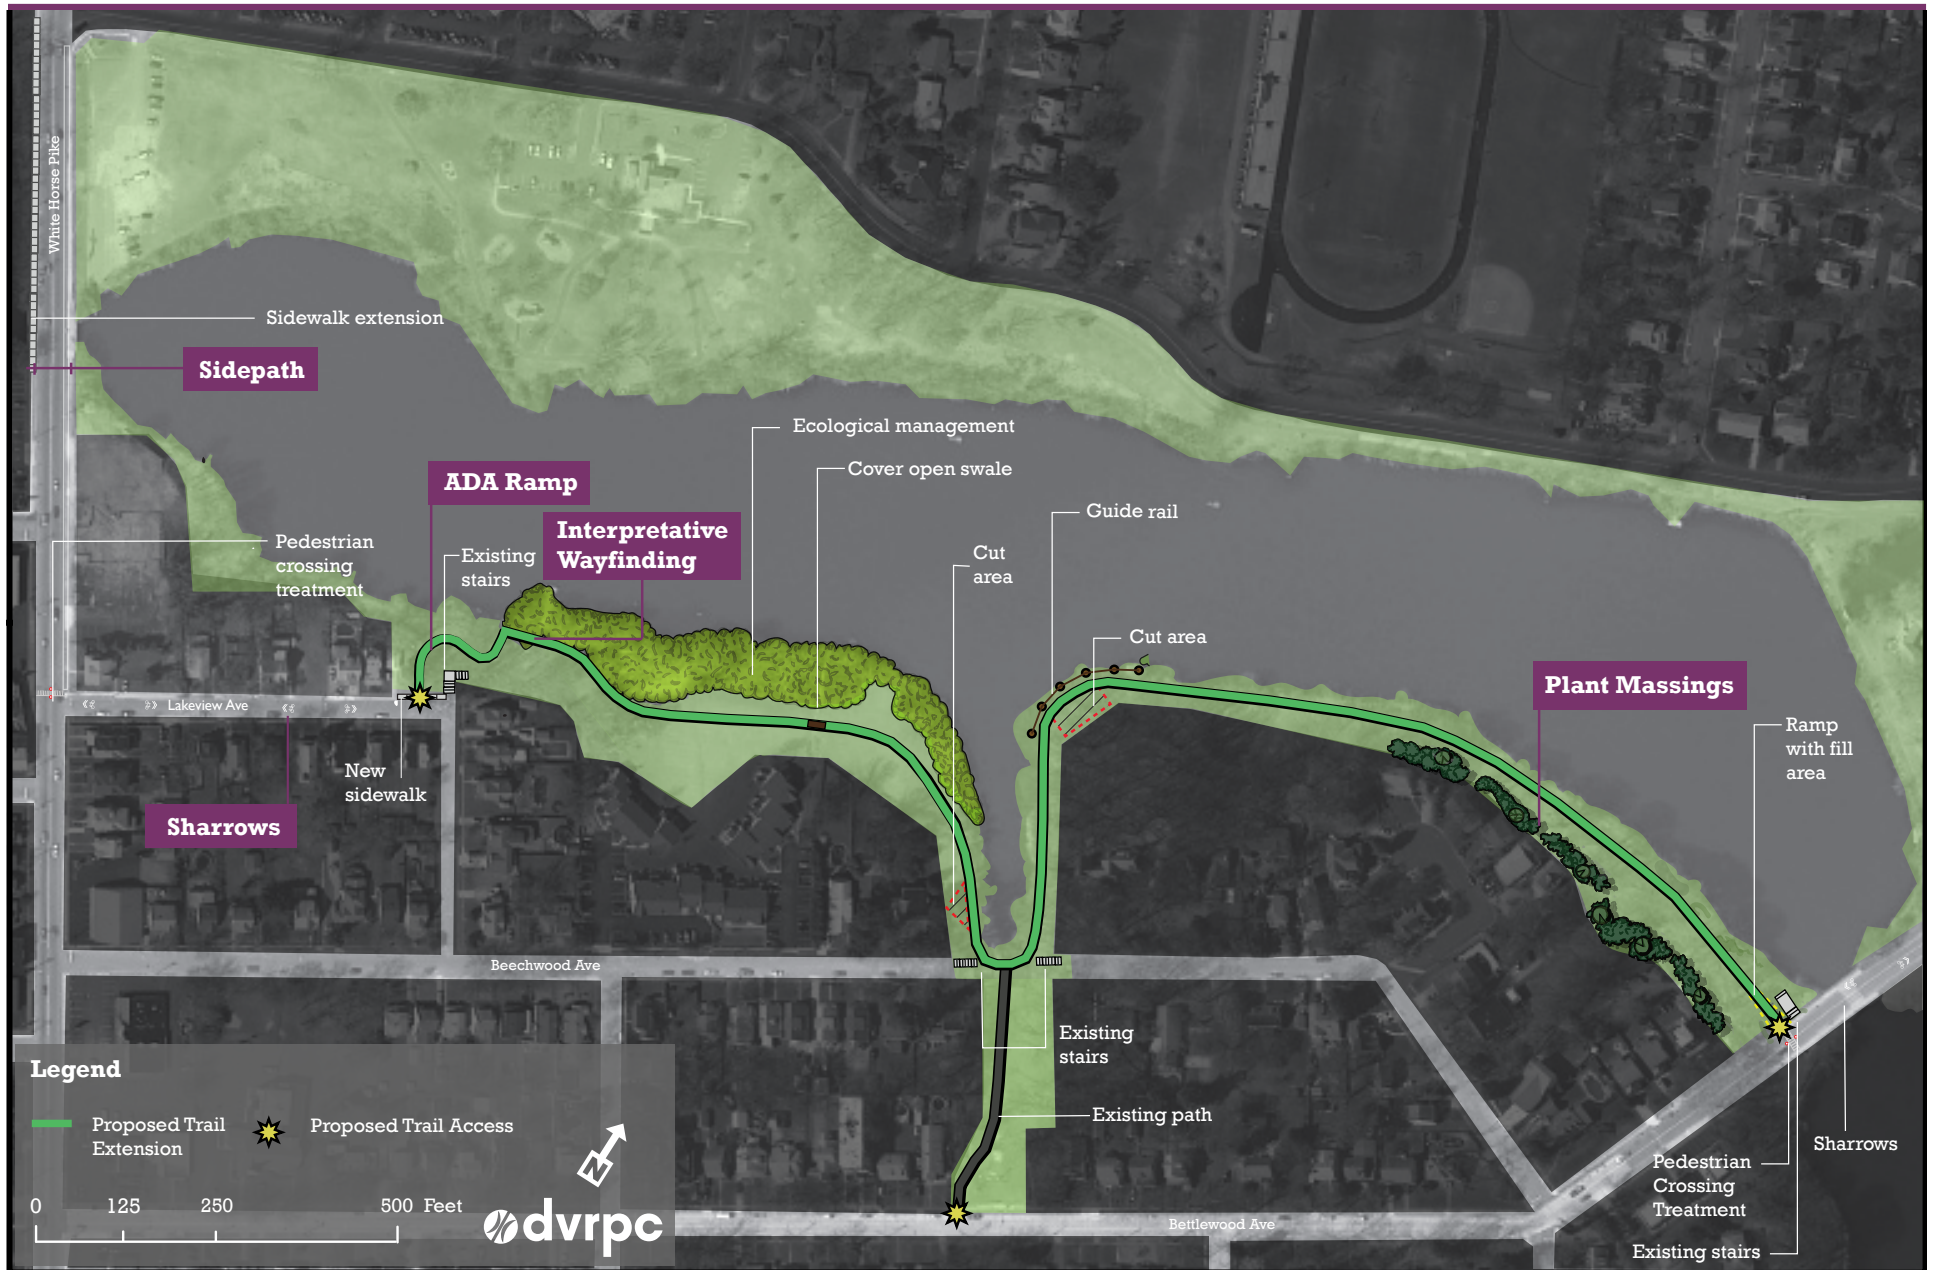 White Horse Pike
Sidewalk extension
Sidepath
Ecological management
Cover open swale
ADA Ramp
Guide rail
Interpretative
Wayfinding
Pedestrian
crossing
treatment
Existing
stairs
Cut
area
Cut area
Plant Massings
Lakeview Ave
Ramp
with fill
area
New
sidewalk
Sharrows
Beechwood Ave
Existing
stairs
Existing path
Sharrows
Pedestrian
Crossing
Treatment
Bettlewood Ave
Existing stairs
Legend
Proposed Trail
Extension
Proposed Trail Access
N
0 125 250 500 Feet
dvrpc